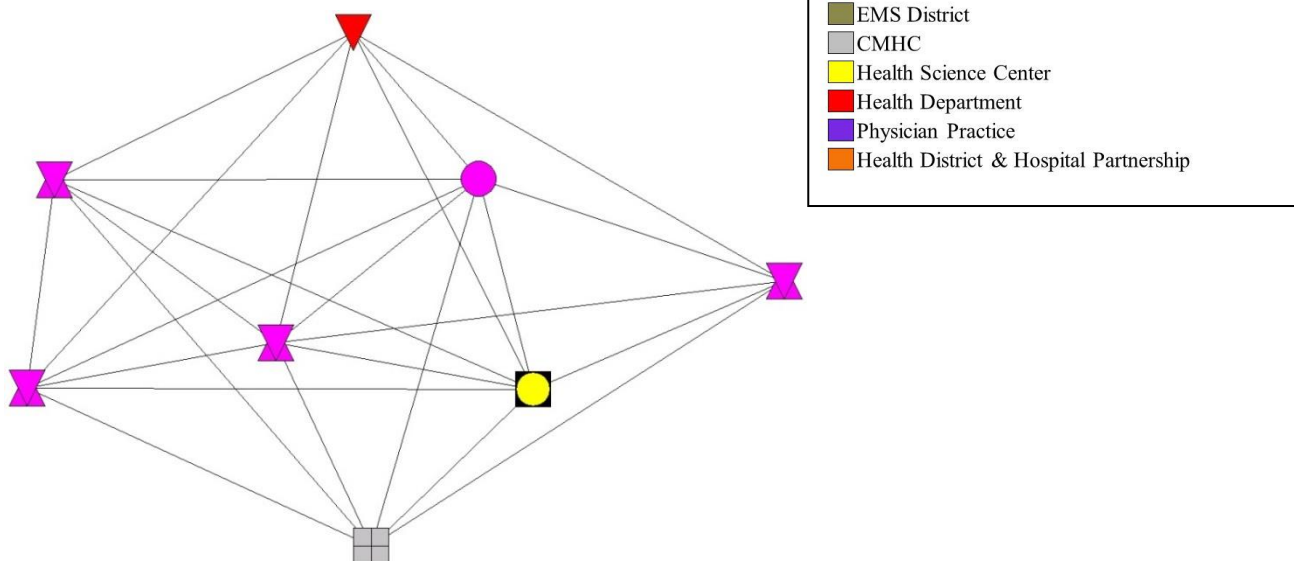 EMS District
CMHC
Health Science Center
Health Department
Physician Practice
Health District & Hospital Partnership